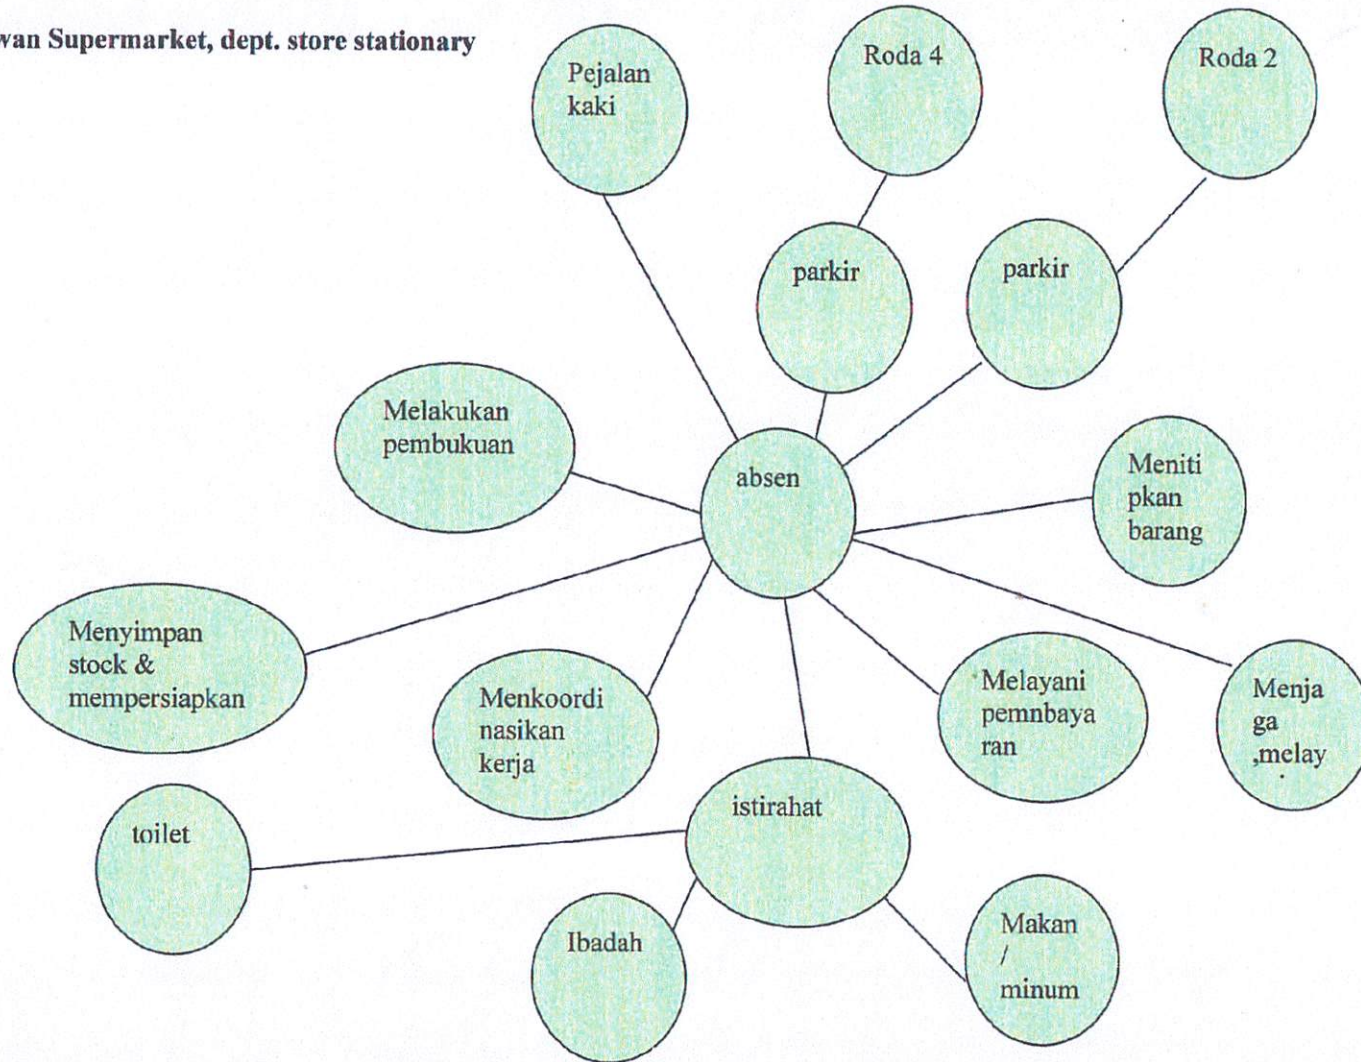 wan Supermarket, dept. store stationary
Pejalan
kaki
Roda 4
Roda 2
parkir
parkir
Melakukan
pembukuan
absen
Meniti
pkan
barang
Menyimpan
stock &
mempersiapkan
Menkoordi
nasikan
kerja
Melayani
pemnbaya
ran
Menja
ga
,melay
toilet
istirahat
Ibadah
Makan
/
minum